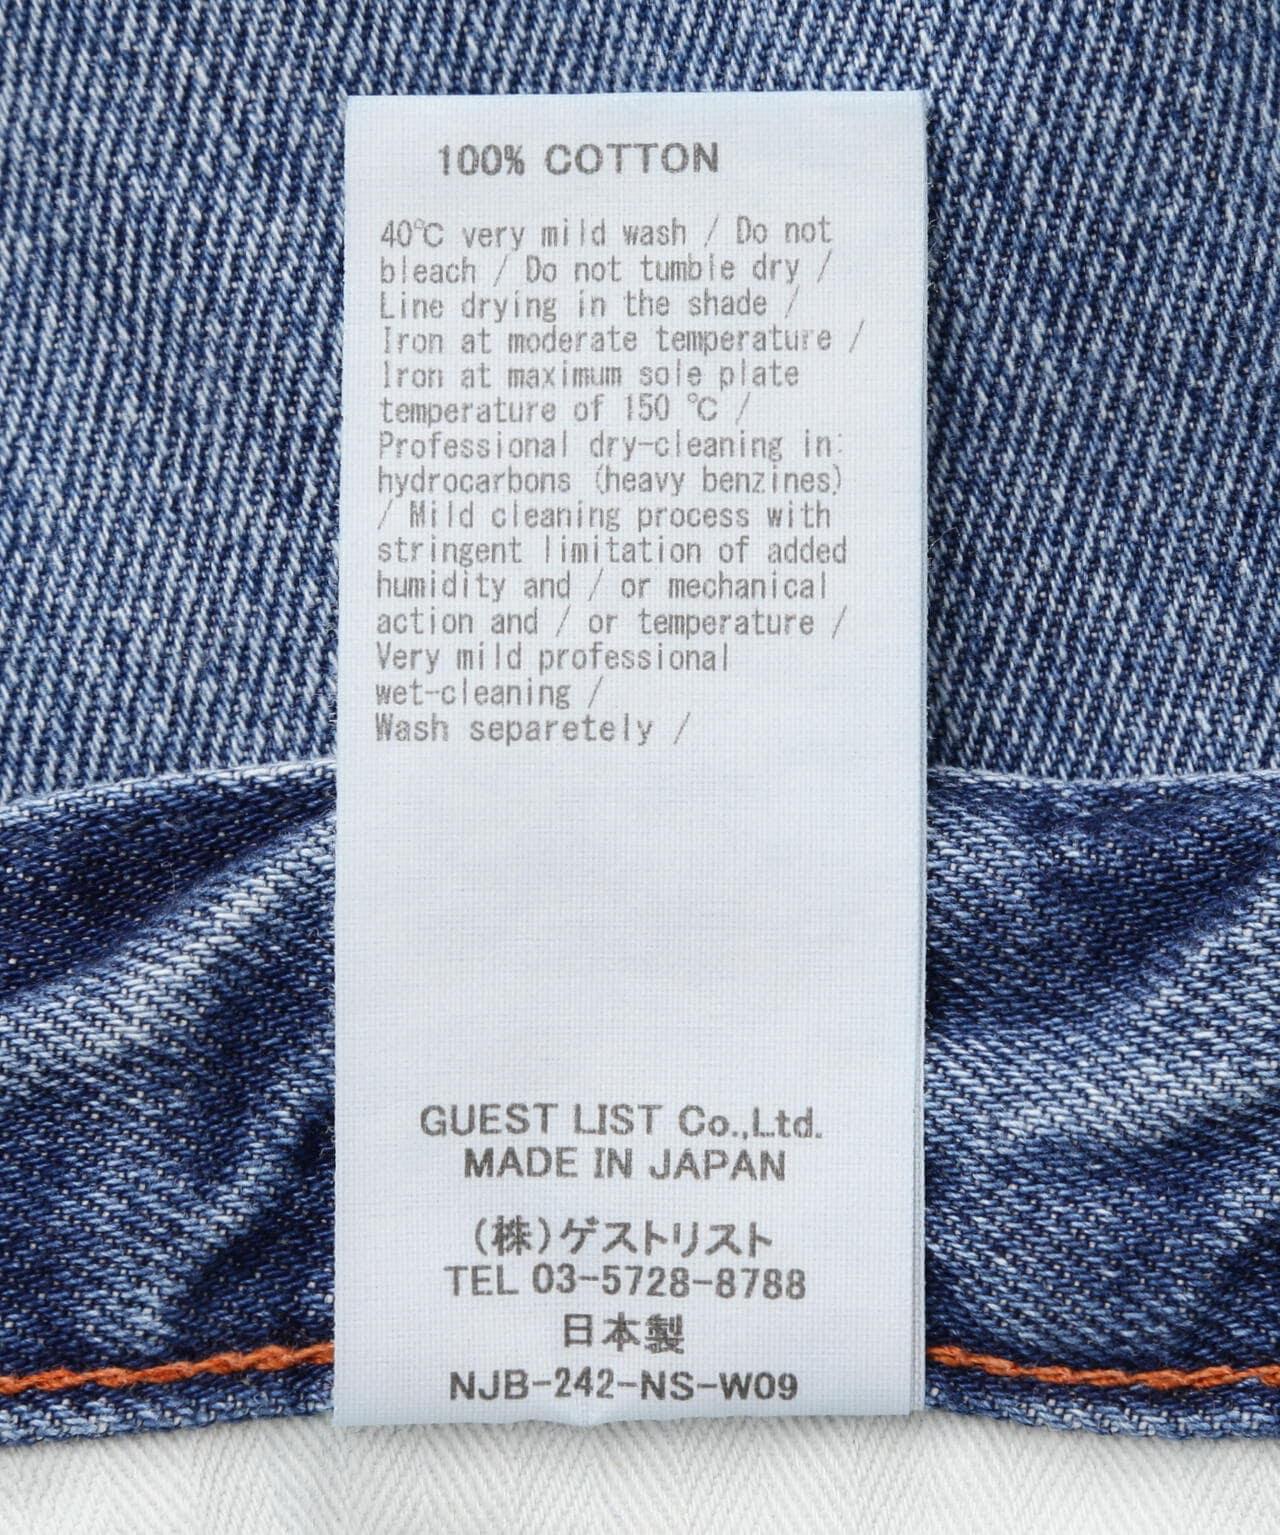 100% COTTON
40℃ very mild wash / Do not
bleach / Do not tumble dry /
Line drying in the shade /
Iron at moderate temperature /
Iron at maximum sole plate
temperature of 150 ℃ /
Professional dry-cleaning in:
hydrocarbons (heavy benzines)
/ Mild cleaning process with
stringent limitation of added
humidity and / or mechanical
action and / or temperature /
Very mild professional
wet-cleaning /
Wash separetely /
GUEST LIST Co.,Ltd.
MADE IN JAPAN
(株)ゲストリスト
TEL 03-5728-8788
日本製
NJB-242-NS-W09